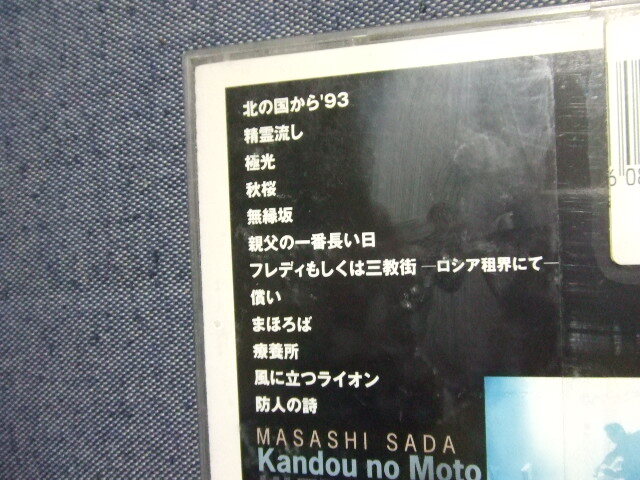 北の国から'93
精霊流し
極光
秋桜
無縁坂
親父の一番長い日
フレディもしくは三教街 ―ロシア租界にて―
償い
まほろば
療養所
風に立つライオン
防人の詩
MASASHI SADA
Kandou no Moto